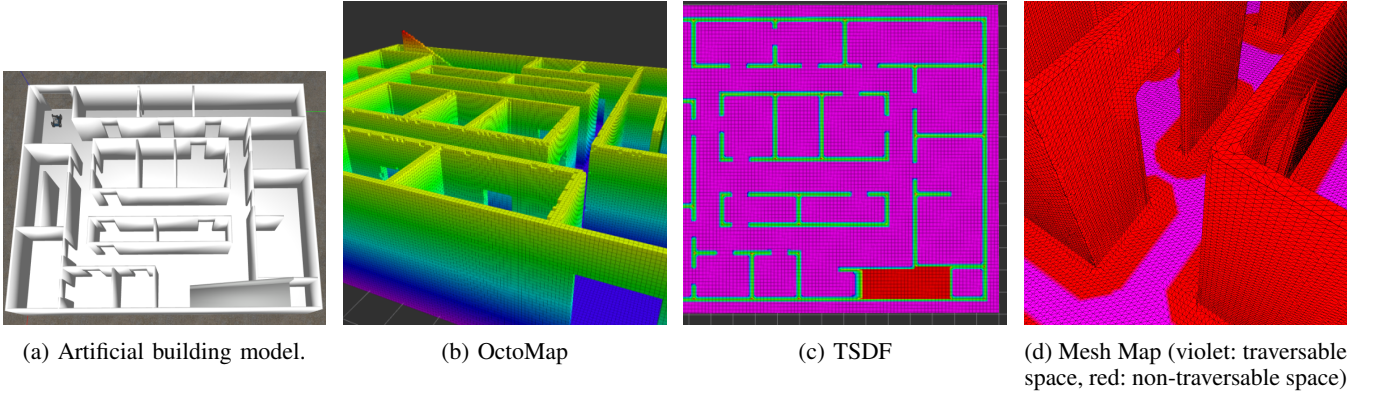 (a) Artificial building model.
(b) OctoMap
(c) TSDF
(d) Mesh Map (violet: traversable
space, red: non-traversable space)